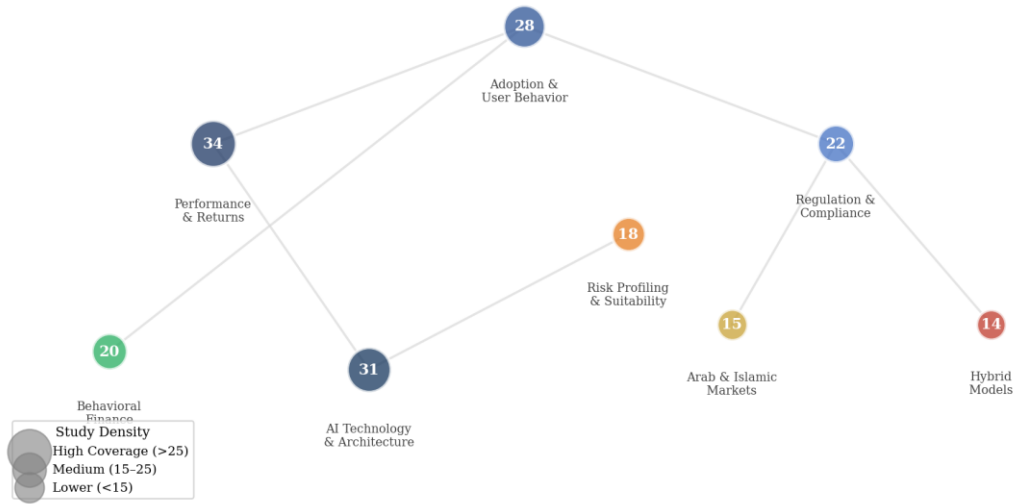 28
Adoption &
User Behavior
34
Performance
& Returns
22
Regulation &
Compliance
18
Risk Profiling
& Suitability
15
Arab & Islamic
Markets
14
Hybrid
Models
20
Behavioral
Finance
31
AI Technology
& Architecture
Study Density
High Coverage (>25)
Medium (15–25)
Lower (<15)